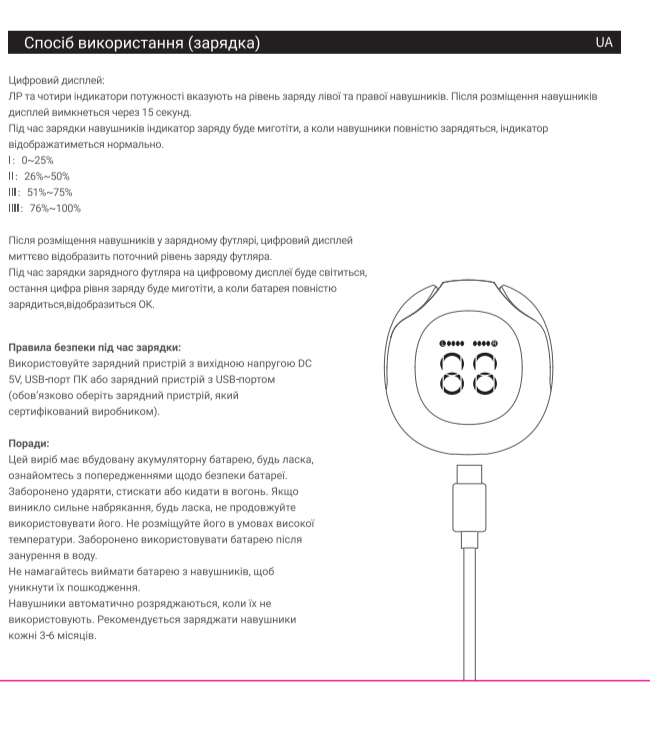 Спосіб використання (зарядка)
UA
Цифровий дисплей:
ЛР та чотири індикатори потужності вказують на рівень заряду лівої та правої навушників. Після розміщення навушників
дисплей вимкнеться через 15 секунд.
Під час зарядки навушників індикатор заряду буде миготіти, а коли навушники повністю зарядяться, індикатор
відображатиметься нормально.
I: 0~25%
II: 26%~50%
III: 51%~75%
IIII: 76%~100%
Після розміщення навушників у зарядному футлярі, цифровий дисплей
миттєво відобразить поточний рівень заряду футляра.
Під час зарядки зарядного футляра на цифровому дисплеї буде світиться,
остання цифра рівня заряду буде миготіти, а коли батарея повністю
зарядиться,відобразиться OK.
Правила безпеки під час зарядки:
Використовуйте зарядний пристрій з вихідною напругою DC
5V, USB-порт ПК або зарядний пристрій з USB-портом
(обов'язково оберіть зарядний пристрій, який
сертифікований виробником).
Поради:
Цей виріб має вбудовану акумуляторну батарею, будь ласка,
ознайомтесь з попередженнями щодо безпеки батареї.
Заборонено ударяти, стискати або кидати в вогонь. Якщо
виникло сильне набрякання, будь ласка, не продовжуйте
використовувати його. Не розміщуйте його в умовах високої
температури. Заборонено використовувати батарею після
занурення в воду.
Не намагайтесь виймати батарею з навушників, щоб
уникнути їх пошкодження.
Навушники автоматично розряджаються, коли їх не
використовують. Рекомендується заряджати навушники
кожні 3-6 місяців.
L R
88